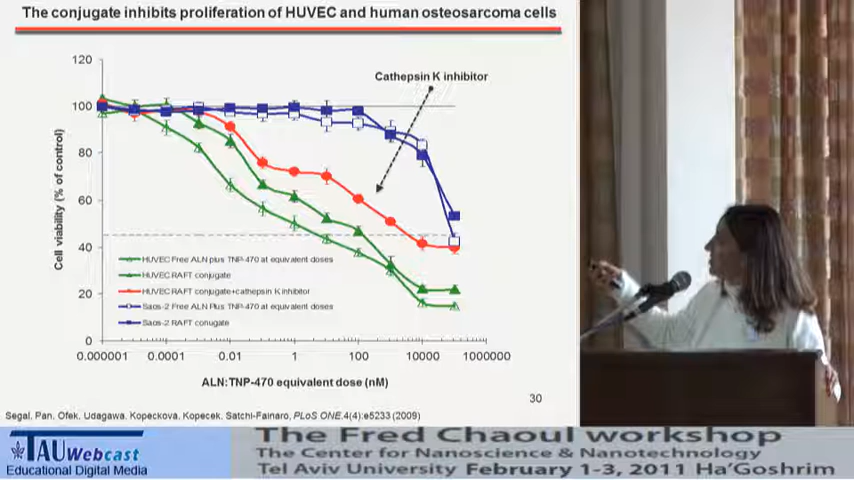 The conjugate inhibits proliferation of HUVEC and human osteosarcoma cells
120
100
80
60
40
20
0
Cell viability (% of control)
Cathepsin K inhibitor
HUVEC Free ALN plus TNP-470 at equivalent doses
HUVEC RAFT conjugate
HUVEC RAFT conjugate+cathepsin K inhibitor
Saos-2 Free ALN Plus TNP-470 at equivalent doses
Saos-2 RAFT conugate
0.000001 0.0001 0.01 1 100 10000 1000000
ALN:TNP-470 equivalent dose (nM)
30
Segal, Pan, Ofek, Udagawa, Kopeckova, Kopecek, Satchi-Fainaro, PLoS ONE,4(4):e5233 (2009)
TAUWebcast
Educational Digital Media
The Fred Chaoul workshop
The Center for Nanoscience & Nanotechnology
Tel Aviv University February 1-3, 2011 Ha'Goshrim